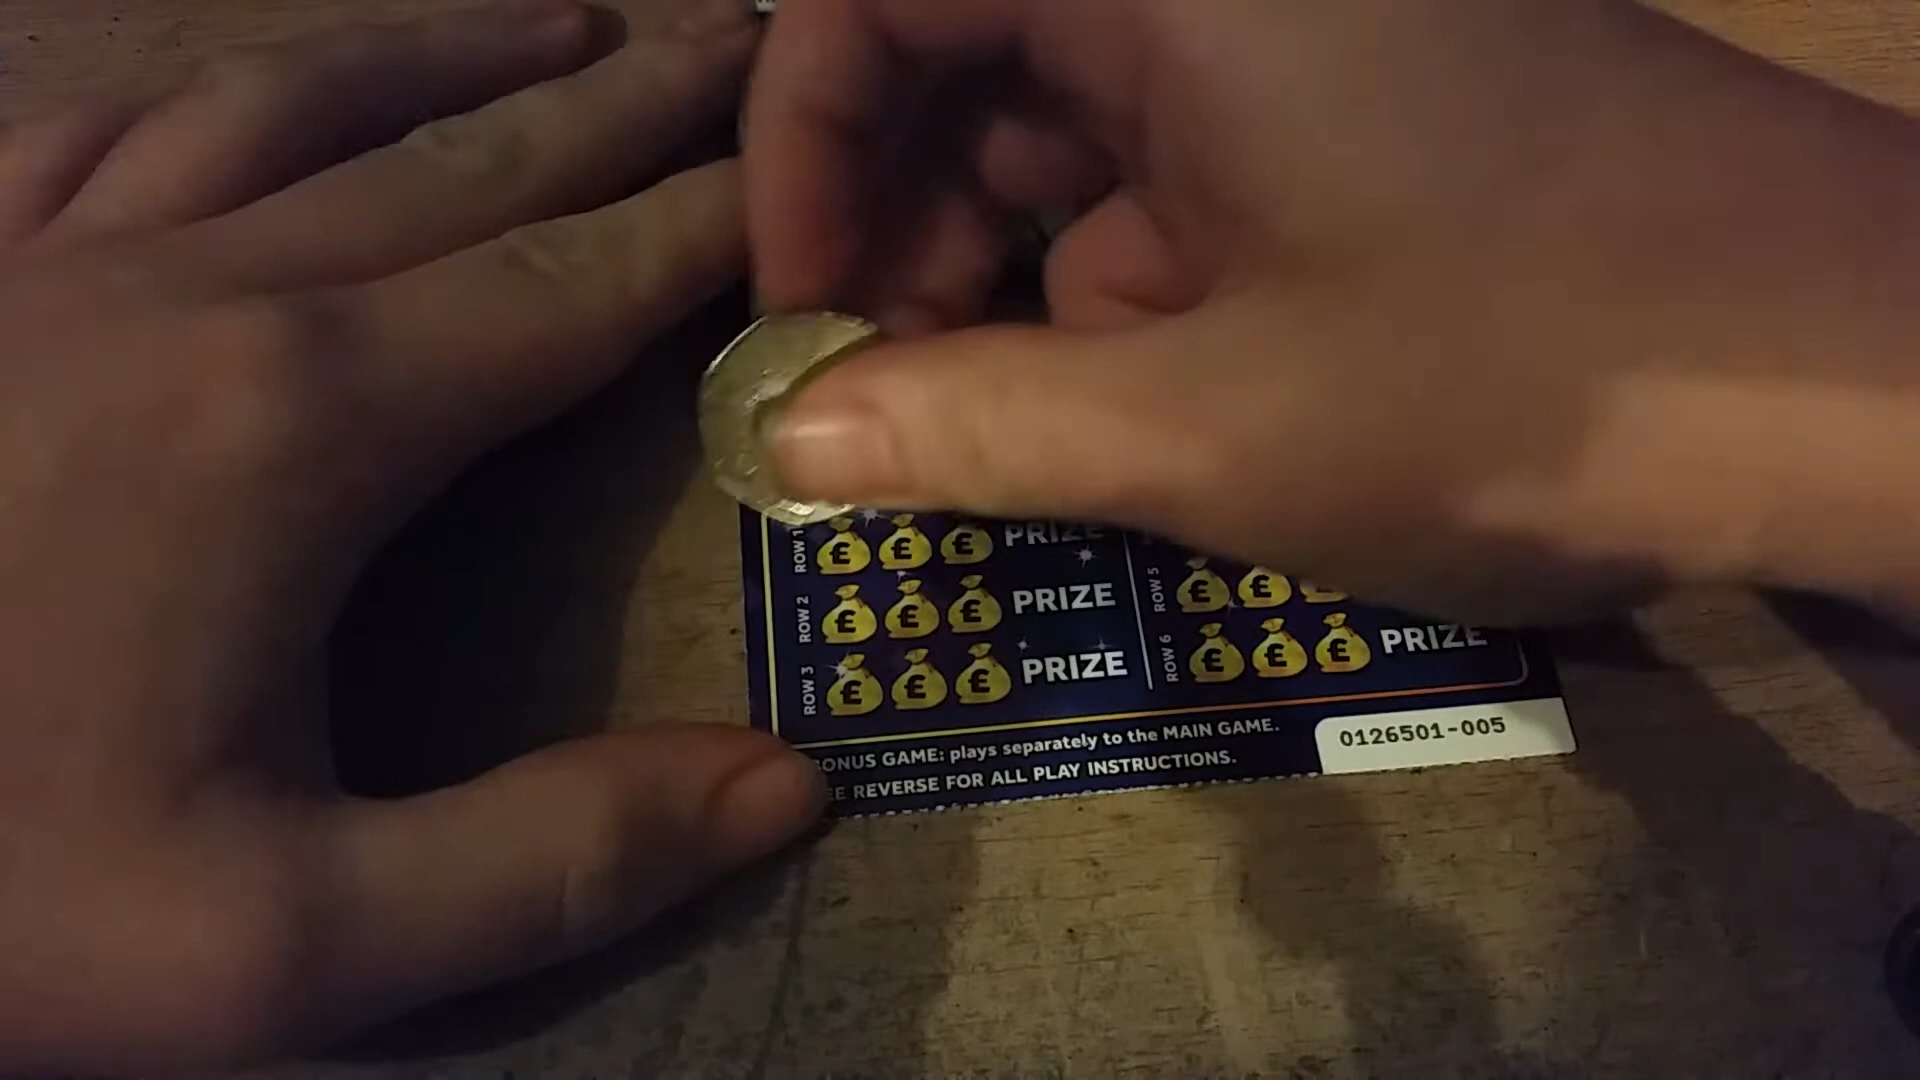 ROW 1 £ £ £ PRIZE
ROW 2 £ £ £ PRIZE
ROW 3 £ £ £ PRIZE
ROW 5 £ £
ROW 6 £ £ £ PRIZE
BONUS GAME: plays separately to the MAIN GAME.
REVERSE FOR ALL PLAY INSTRUCTIONS.
0126501-005